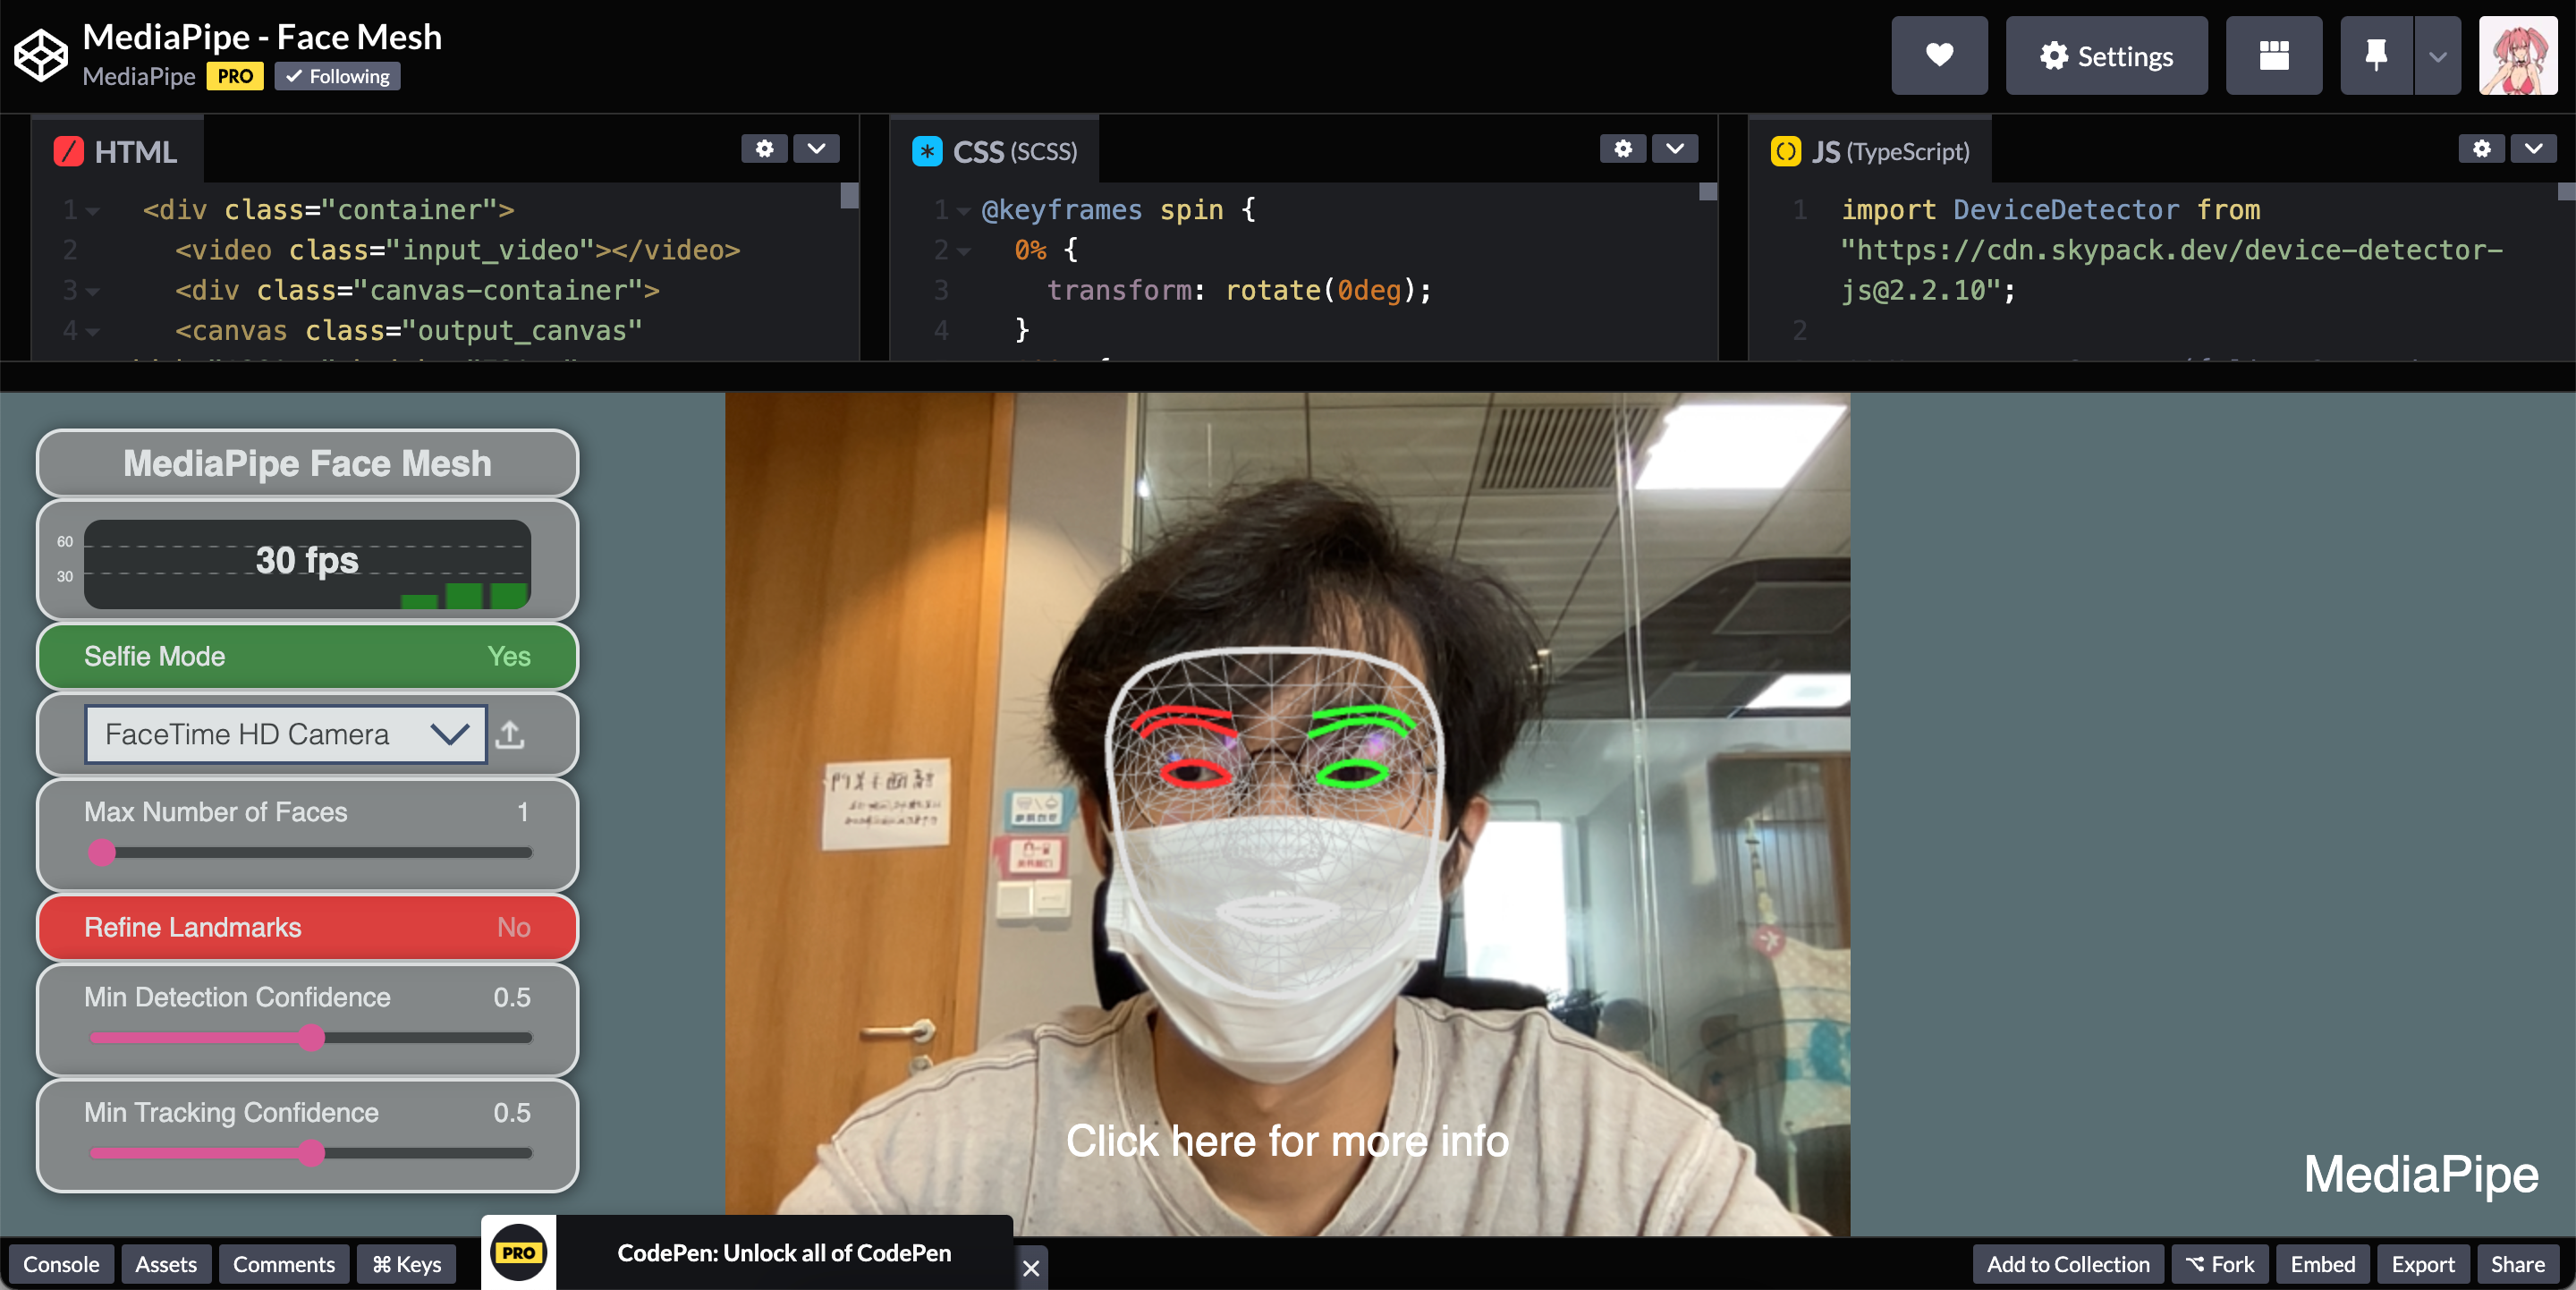 MediaPipe - Face Mesh
MediaPipe PRO Following
Settings
HTML
1 <div class="container">
2 <video class="input_video"></video>
3 <div class="canvas-container">
4 <canvas class="output_canvas"
CSS (SCSS)
1 @keyframes spin {
2 0% {
3 transform: rotate(0deg);
4 }
JS (TypeScript)
1 import DeviceDetector from
"https://cdn.skypack.dev/device-detector-
js@2.2.10";
2
MediaPipe Face Mesh
60
30
30 fps
Selfie Mode Yes
FaceTime HD Camera
Max Number of Faces 1
Refine Landmarks No
Min Detection Confidence 0.5
Min Tracking Confidence 0.5
Click here for more info
MediaPipe
Console Assets Comments ⌘ Keys
PRO CodePen: Unlock all of CodePen
Add to Collection Fork Embed Export Share